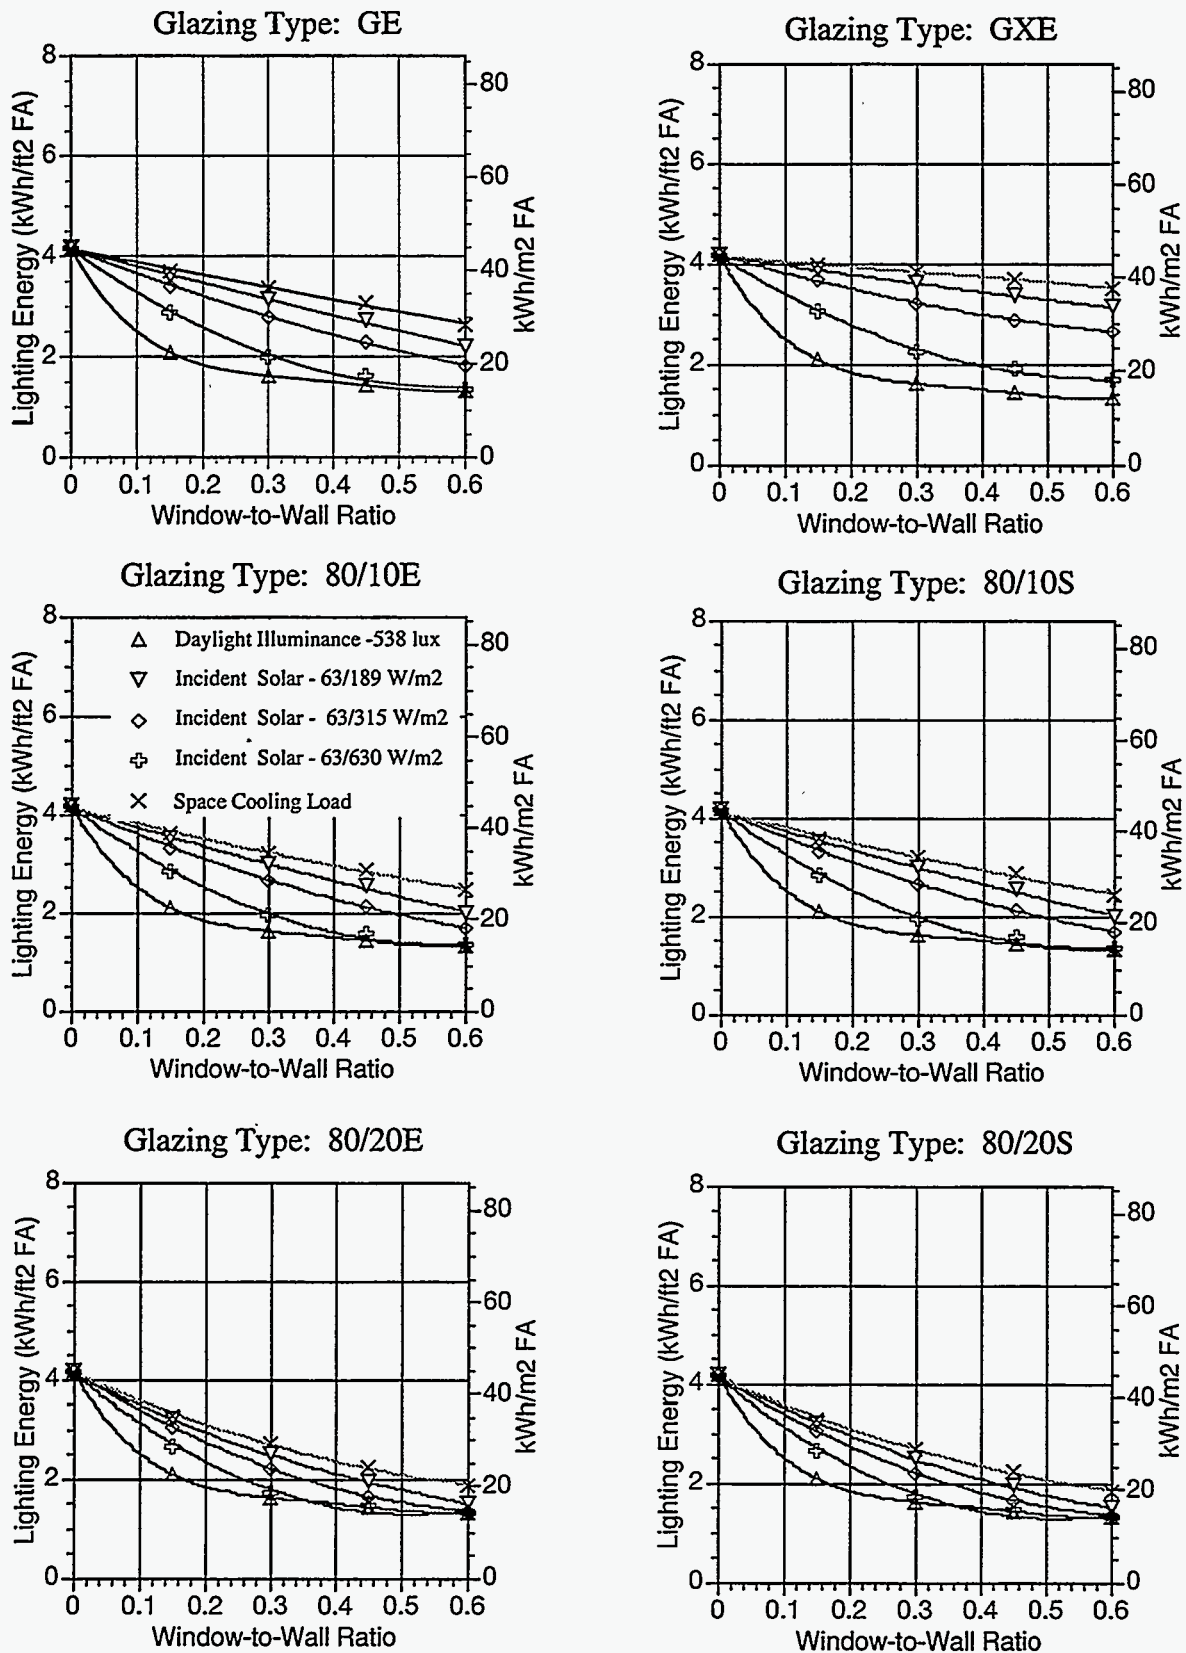 Glazing Type: GE
8
6
4
2
0
80
60
40
20
0
Lighting Energy (kWh/ft2 FA)
kWh/m2 FA
0 0.1 0.2 0.3 0.4 0.5 0.6
Window-to-Wall Ratio
Glazing Type: GXE
8
6
4
2
0
80
60
40
20
0
Lighting Energy (kWh/ft2 FA)
kWh/m2 FA
0 0.1 0.2 0.3 0.4 0.5 0.6
Window-to-Wall Ratio
Glazing Type: 80/10E
8
6
4
2
0
80
60
40
20
0
Lighting Energy (kWh/ft2 FA)
kWh/m2 FA
Daylight Illuminance -538 lux
Incident Solar - 63/189 W/m2
Incident Solar - 63/315 W/m2
Incident Solar - 63/630 W/m2
Space Cooling Load
0 0.1 0.2 0.3 0.4 0.5 0.6
Window-to-Wall Ratio
Glazing Type: 80/10S
8
6
4
2
0
80
60
40
20
0
Lighting Energy (kWh/ft2 FA)
kWh/m2 FA
0 0.1 0.2 0.3 0.4 0.5 0.6
Window-to-Wall Ratio
Glazing Type: 80/20E
8
6
4
2
0
80
60
40
20
0
Lighting Energy (kWh/ft2 FA)
kWh/m2 FA
0 0.1 0.2 0.3 0.4 0.5 0.6
Window-to-Wall Ratio
Glazing Type: 80/20S
8
6
4
2
0
80
60
40
20
0
Lighting Energy (kWh/ft2 FA)
kWh/m2 FA
0 0.1 0.2 0.3 0.4 0.5 0.6
Window-to-Wall Ratio